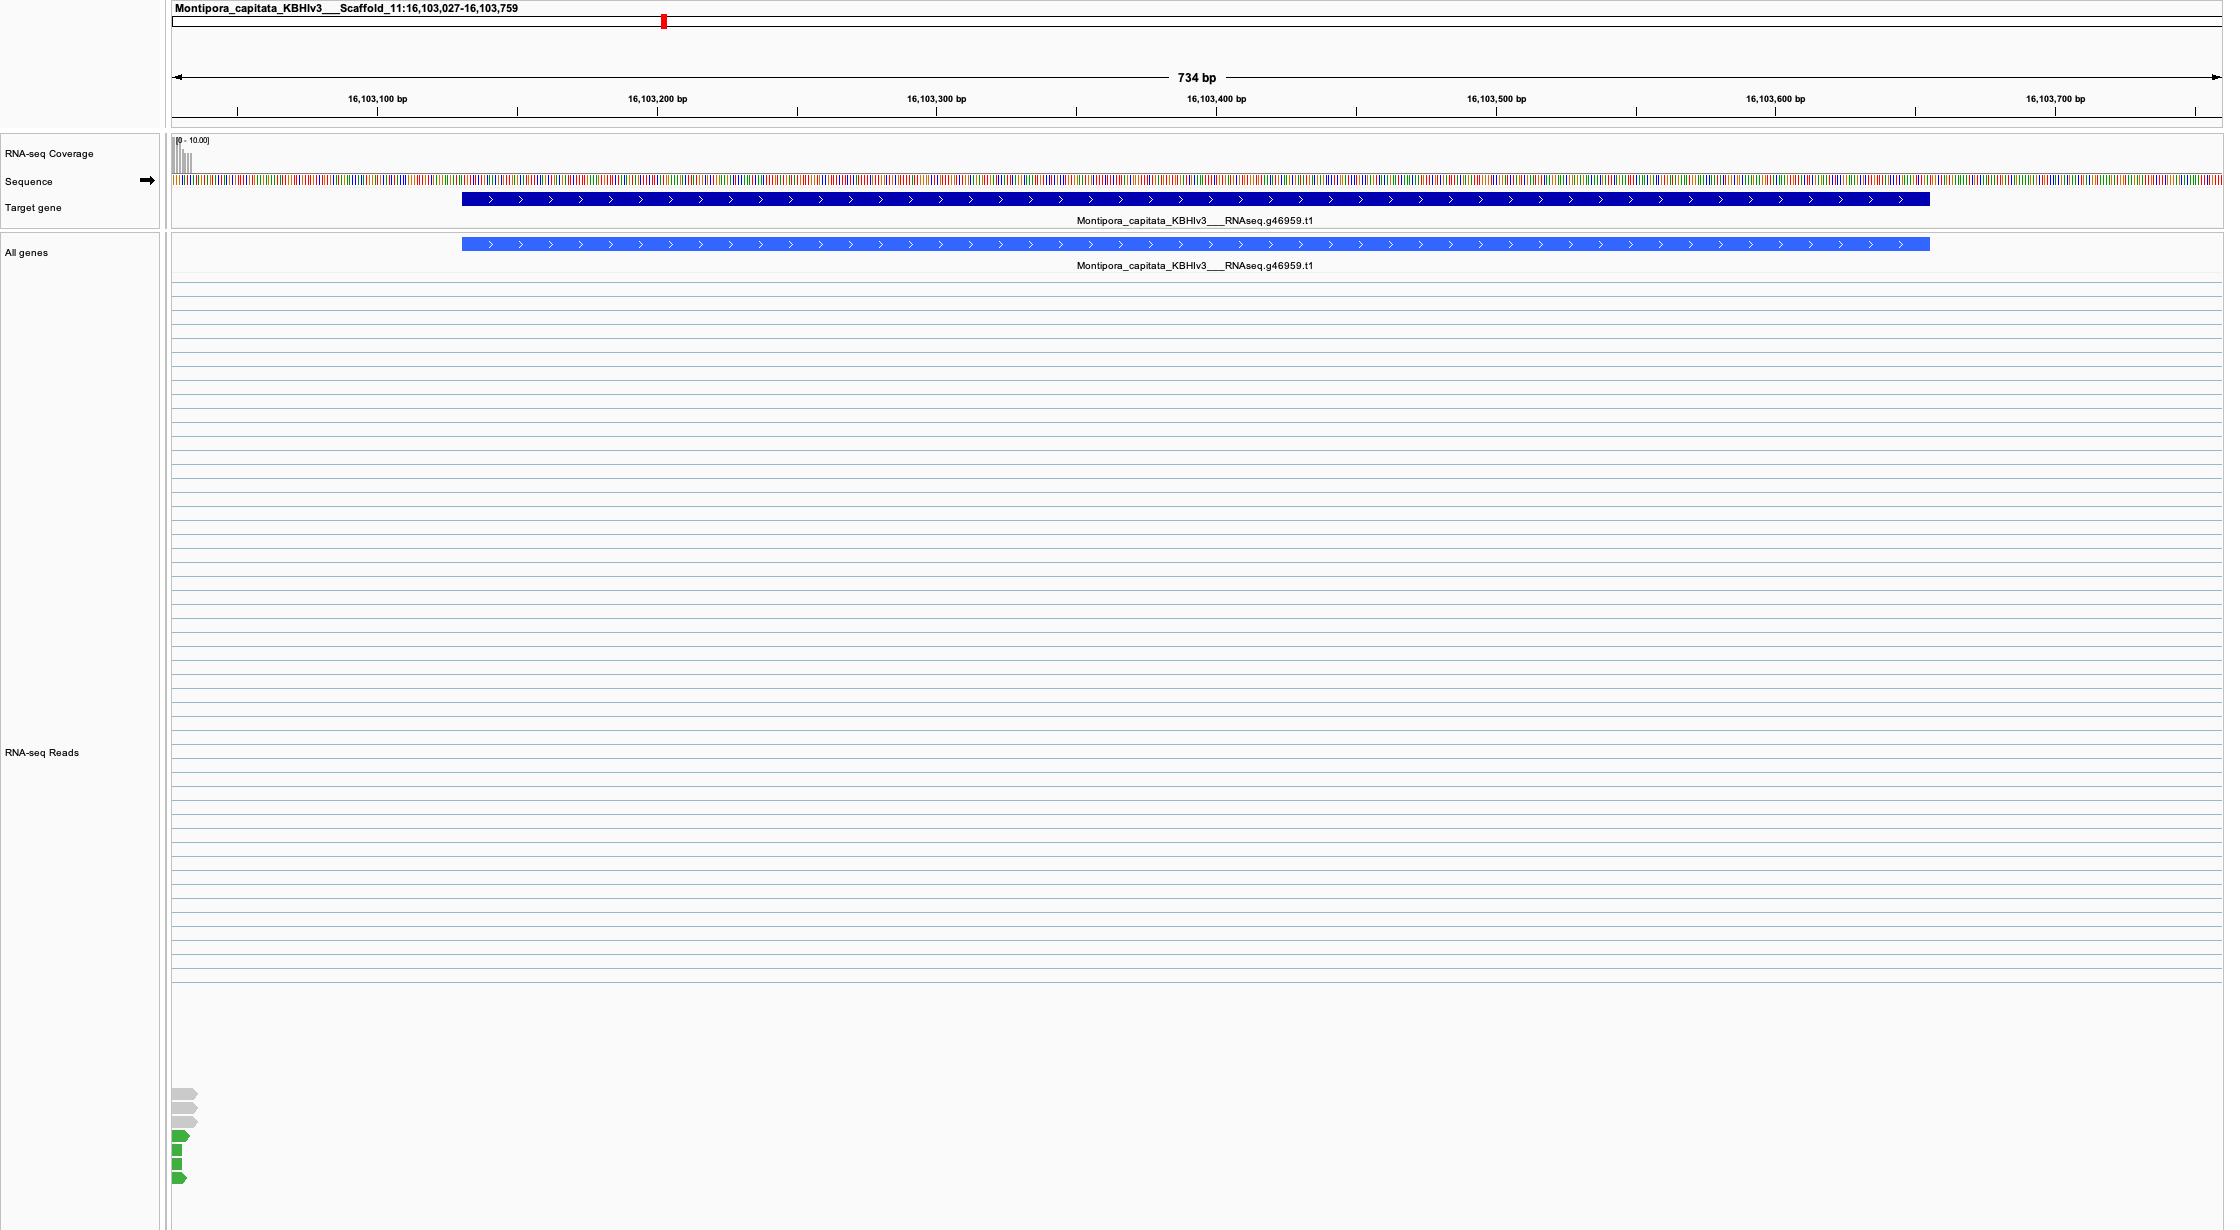 Montipora_capitata_KBHIv3___Scaffold_11:16,103,027-16,103,759
734 bp
16,103,100 bp 16,103,200 bp 16,103,300 bp 16,103,400 bp 16,103,500 bp 16,103,600 bp 16,103,700 bp
[0 - 10.00]
RNA-seq Coverage
Sequence
Target gene
Montipora_capitata_KBHIv3___RNAseq.g46959.t1
All genes
Montipora_capitata_KBHIv3___RNAseq.g46959.t1
RNA-seq Reads